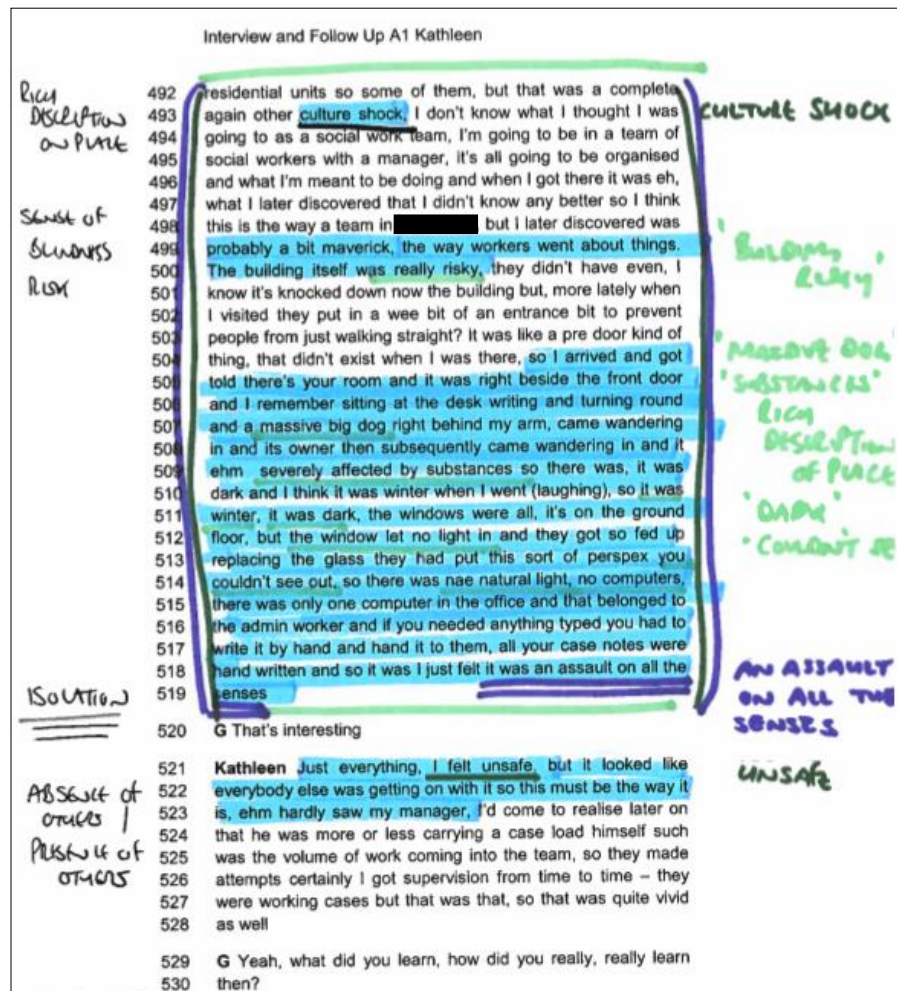 Interview and Follow Up A1 Kathleen
RICH
DESCRIPTION
ON PLACE
SENSE OF
RISK
ISOLATION
ABSENCE OF
OTHERS /
PRESENCE OF
OTHERS
492 residential units so some of them, but that was a complete
493 again other culture shock, I don't know what I thought I was
494 going to as a social work team, I'm going to be in a team of
495 social workers with a manager, it's all going to be organised
496 and what I'm meant to be doing and when I got there it was eh,
497 what I later discovered that I didn't know any better so I think
498 this is the way a team in but I later discovered was
499 probably a bit maverick, the way workers went about things.
500 The building itself was really risky, they didn't have even, I
501 know it's knocked down now the building but, more lately when
502 I visited they put in a wee bit of an entrance bit to prevent
503 people from just walking straight? It was like a pre door kind of
504 thing, that didn't exist when I was there, so I arrived and got
505 told there's your room and it was right beside the front door
506 and I remember sitting at the desk writing and turning round
507 and a massive big dog right behind my arm, came wandering
508 in and its owner then subsequently came wandering in and it
509 ehm severely affected by substances so there was, it was
510 dark and I think it was winter when I went (laughing), so it was
511 winter, it was dark, the windows were all, it's on the ground
512 floor, but the window let no light in and they got so fed up
513 replacing the glass they had put this sort of perspex you
514 couldn't see out, so there was nae natural light, no computers,
515 there was only one computer in the office and that belonged to
516 the admin worker and if you needed anything typed you had to
517 write it by hand and hand it to them, all your case notes were
518 hand written and so it was I just felt it was an assault on all the
519 senses
520 G That's interesting
521 Kathleen Just everything, I felt unsafe, but it looked like
522 everybody else was getting on with it so this must be the way it
523 is, ehm hardly saw my manager, I'd come to realise later on
524 that he was more or less carrying a case load himself such
525 was the volume of work coming into the team, so they made
526 attempts certainly I got supervision from time to time – they
527 were working cases but that was that, so that was quite vivid
528 as well
529 G Yeah, what did you learn, how did you really, really learn
530 then?
CULTURE SHOCK
'BUILDING
RISKY'
'MASSIVE DOG
'SUBSTANCES'
RICH
DESCRIPTION
OF PLACE
'DARK'
'COULDN'T SE
AN ASSAULT
ON ALL THE
SENSES
UNSAFE